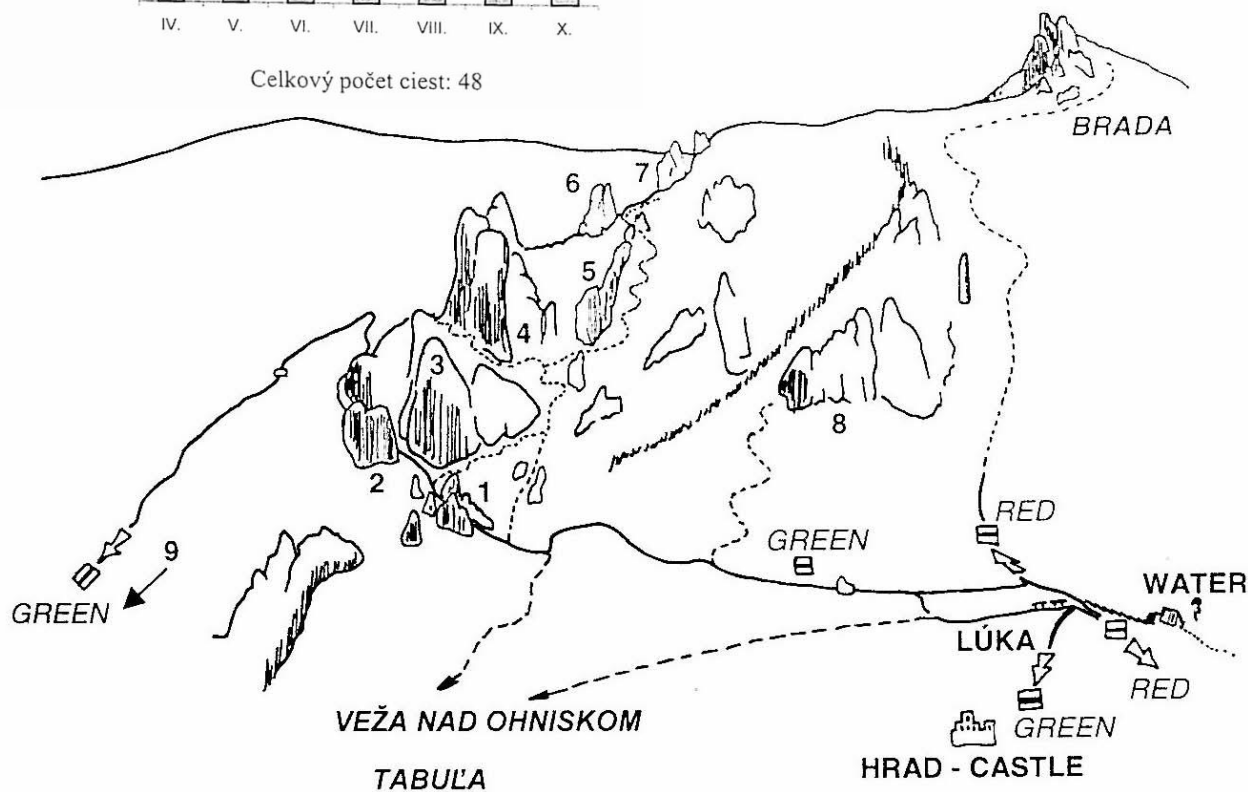 IV. V. VI. VII. VIII. IX. X.
Celkový počet ciest: 48
BRADA
7
6
5
4
3
8
2
1
RED
GREEN
9
WATER
GREEN
LÚKA
RED
VEŽA NAD OHNISKOM
GREEN
TABUĽA
HRAD - CASTLE